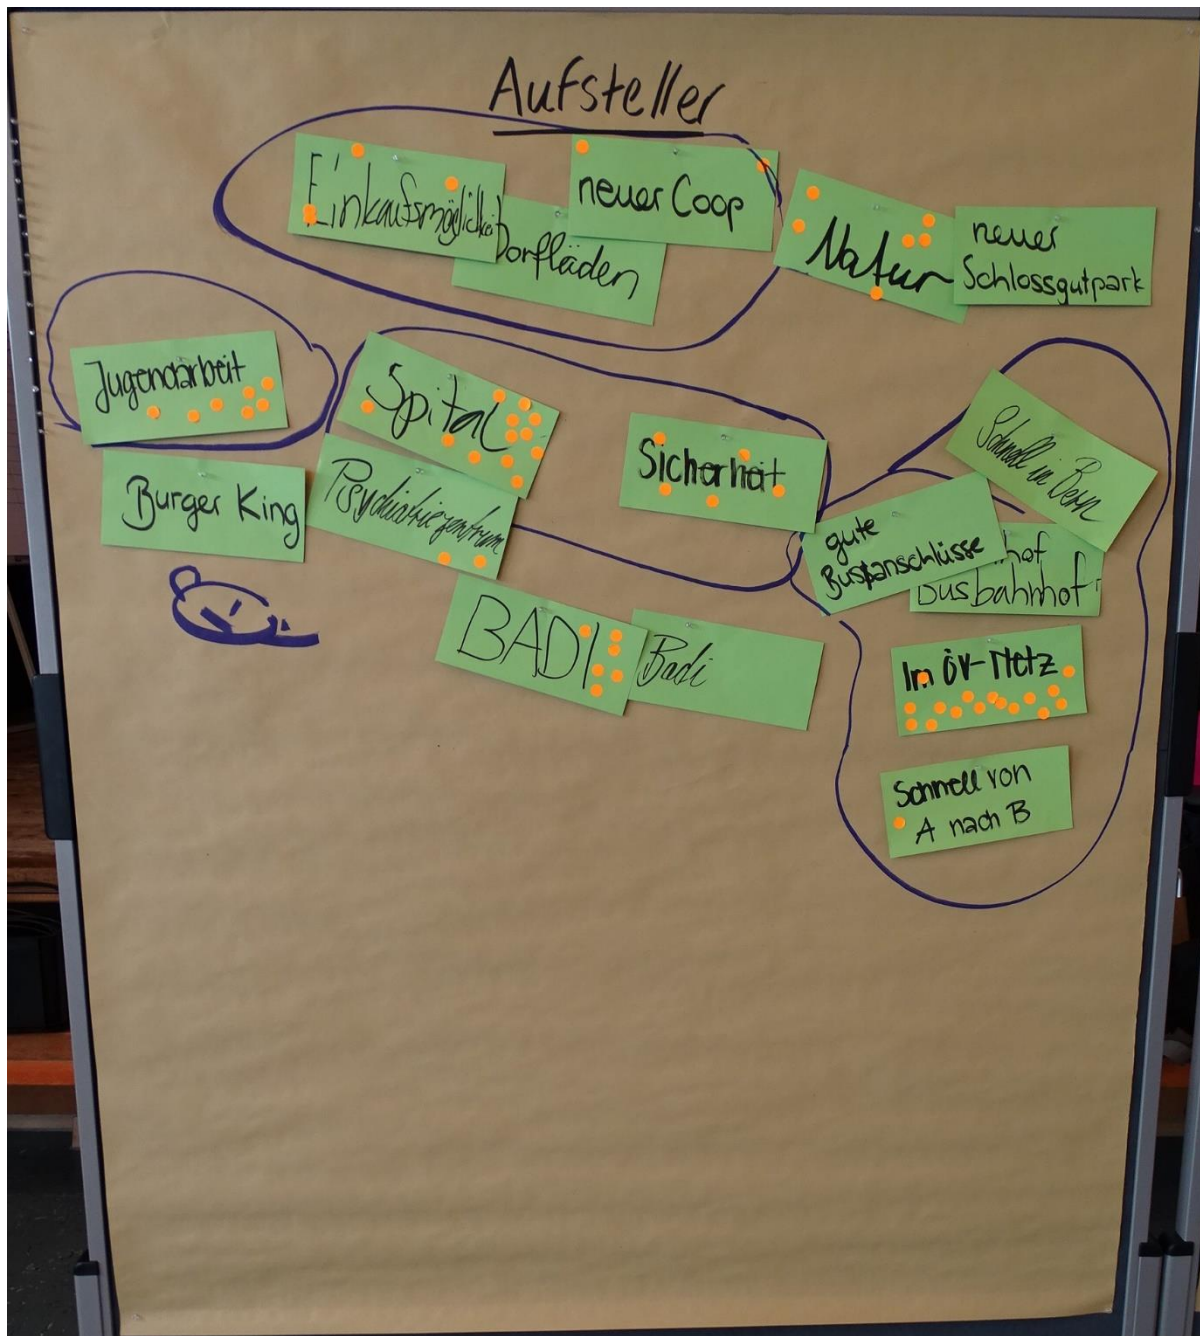 Aufsteller
Einkaufsmöglichkeit
Dorfläden
neuer Coop
Natur
neuer
Schlossgutpark
Jugendarbeit
Burger King
Spital
Psychiatriezentrum
Sicherheit
Schnell in Bern
gute
Busanschlüsse
hof
Busbahnhof
BADI
Badi
Im ÖV-Netz
Schnell von
A nach B